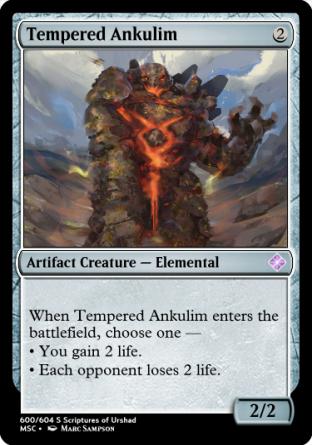 Tempered Ankulim 2
Artifact Creature — Elemental
When Tempered Ankulim enters the
battlefield, choose one —
• You gain 2 life.
• Each opponent loses 2 life.
2/2
600/604 S Scriptures of Urshad
MSC • Marc Sampson